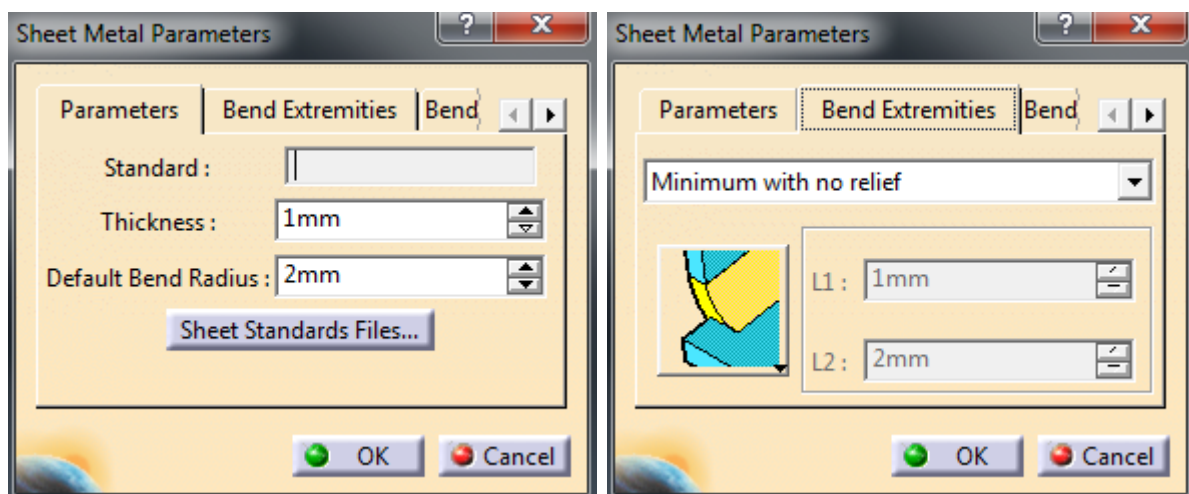 Sheet Metal Parameters
?
X
Parameters
Bend Extremities
Bend
Standard :
Thickness :
1mm
Default Bend Radius :
2mm
Sheet Standards Files...
OK
Cancel
Sheet Metal Parameters
?
X
Parameters
Bend Extremities
Bend
Minimum with no relief
L1 :
1mm
L2 :
2mm
OK
Cancel